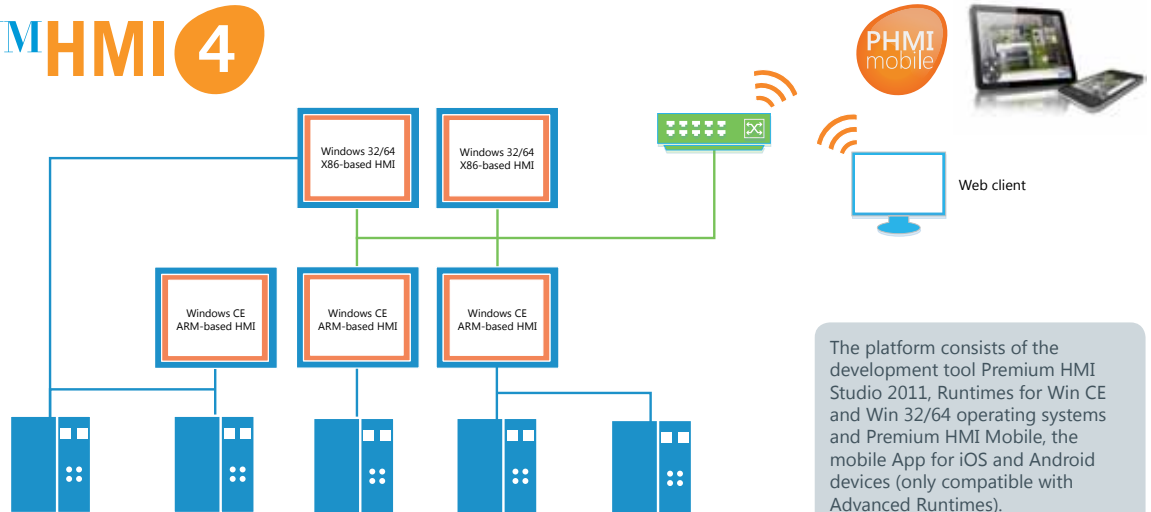 M HMI 4
PHMI
mobile
Windows 32/64
X86-based HMI
Windows 32/64
X86-based HMI
Web client
Windows CE
ARM-based HMI
Windows CE
ARM-based HMI
Windows CE
ARM-based HMI
The platform consists of the
development tool Premium HMI
Studio 2011, Runtimes for Win CE
and Win 32/64 operating systems
and Premium HMI Mobile, the
mobile App for iOS and Android
devices (only compatible with
Advanced Runtimes).